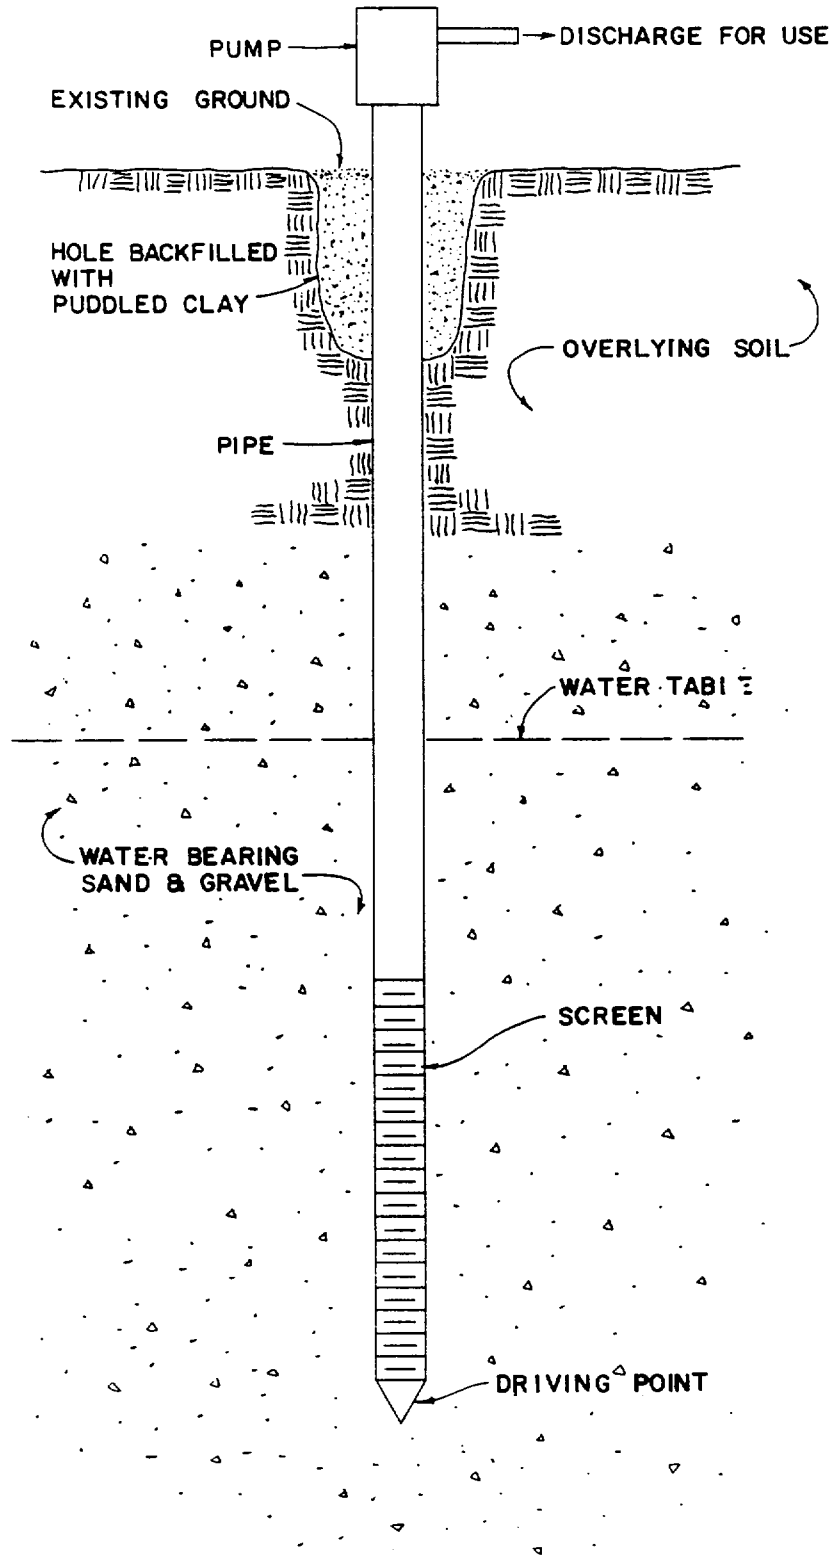 PUMP
DISCHARGE FOR USE
EXISTING GROUND
HOLE BACKFILLED
WITH
PUDDLED CLAY
OVERLYING SOIL
PIPE
WATER TABLE
WATER BEARING
SAND & GRAVEL
SCREEN
DRIVING POINT